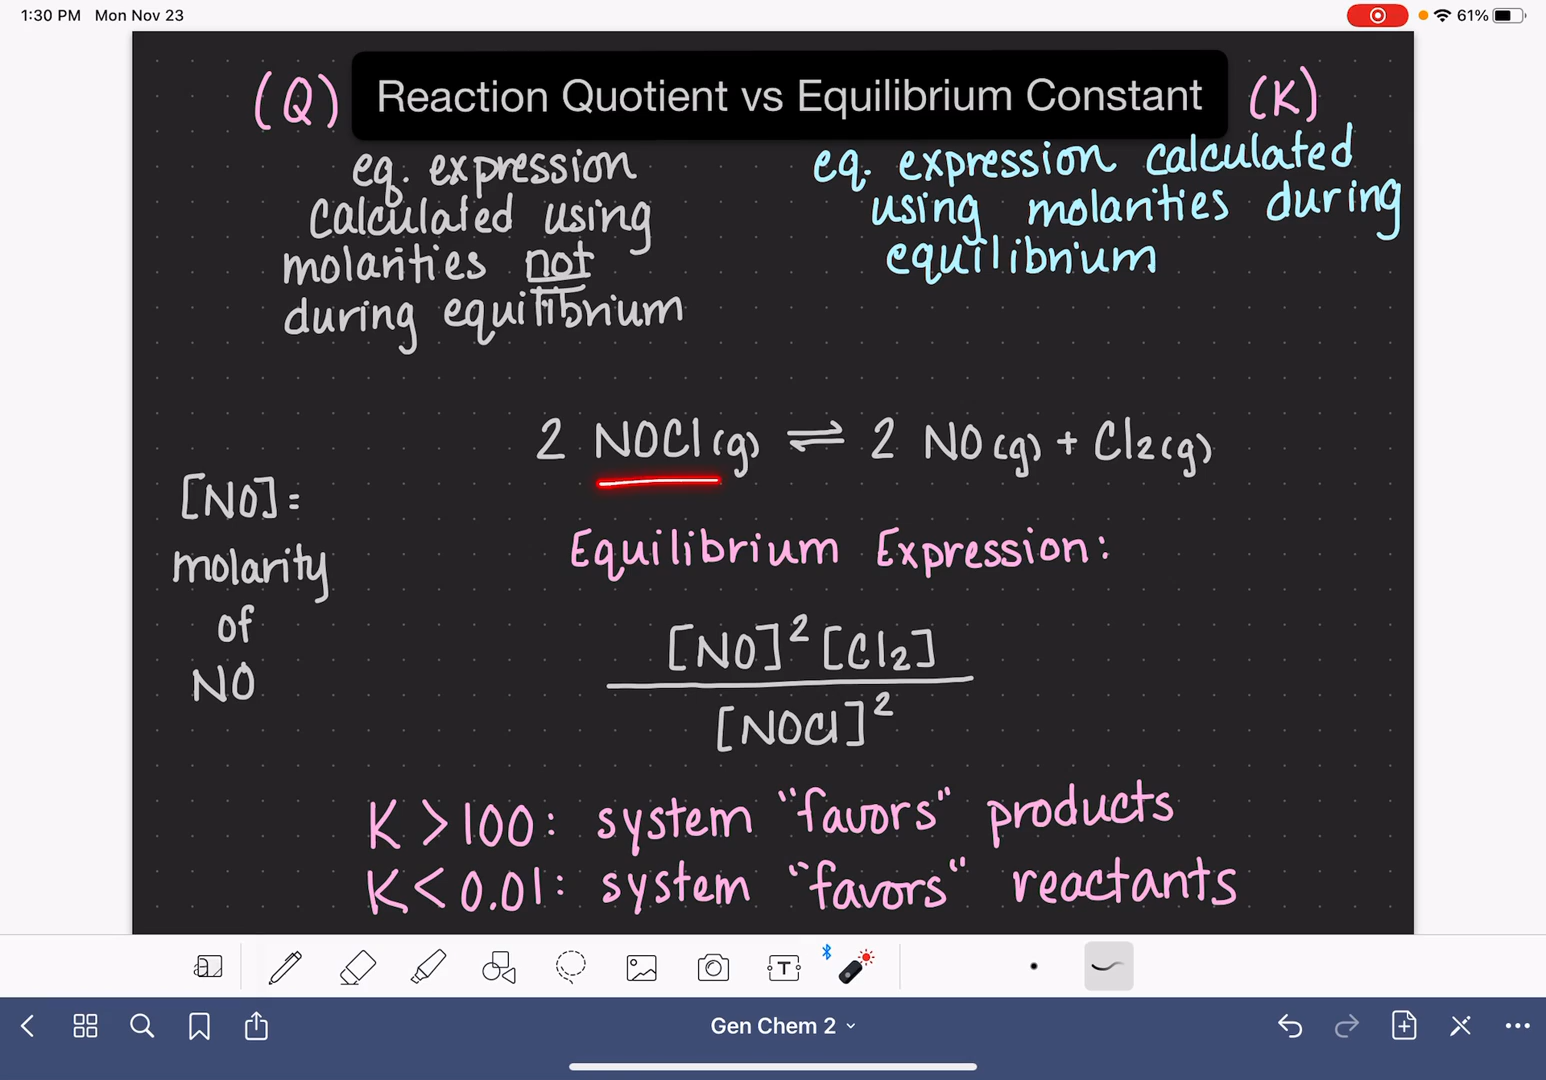 1:30 PM Mon Nov 23
61%
(Q) Reaction Quotient vs Equilibrium Constant (K)
eq. expression
Calculated using
molarities not
during equilibrium
eq. expression calculated
using molarities during
equilibrium
2 NOCl(g) ⇌ 2 NO(g) + Cl₂(g)
[NO]=
molarity
of
NO
Equilibrium Expression:
[NO]² [Cl₂]
[NOCl]²
K > 100: system "favors" products
K < 0.01: system "favors" reactants
T
Gen Chem 2